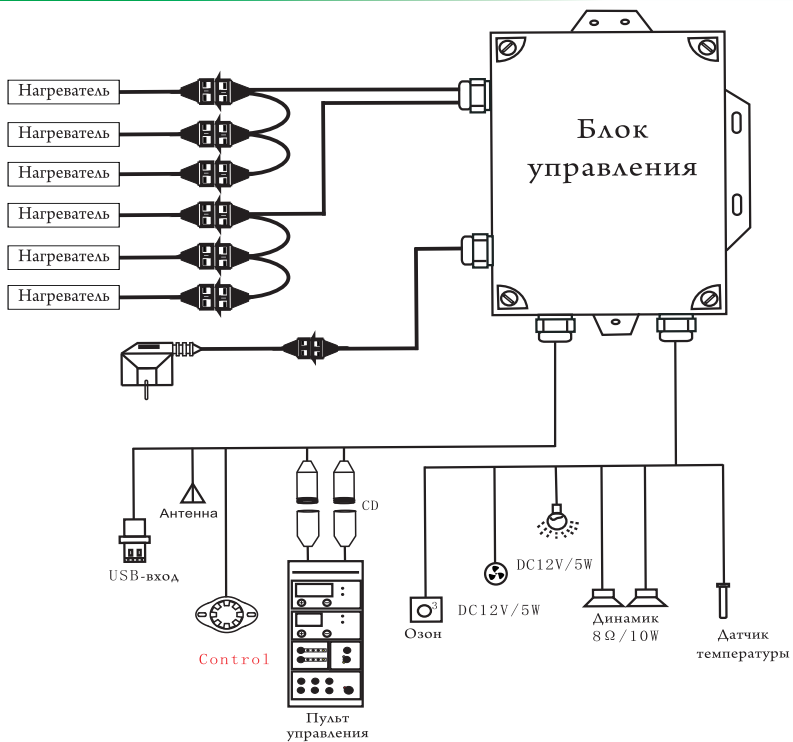 Нагреватель
Нагреватель
Нагреватель
Нагреватель
Нагреватель
Нагреватель
Блок
управления
Антенна
CD
USB-вход
DC12V/5W
DC12V/5W
3
Озон
Динамик
8Ω/10W
Датчик
температуры
Control
Пульт
управления